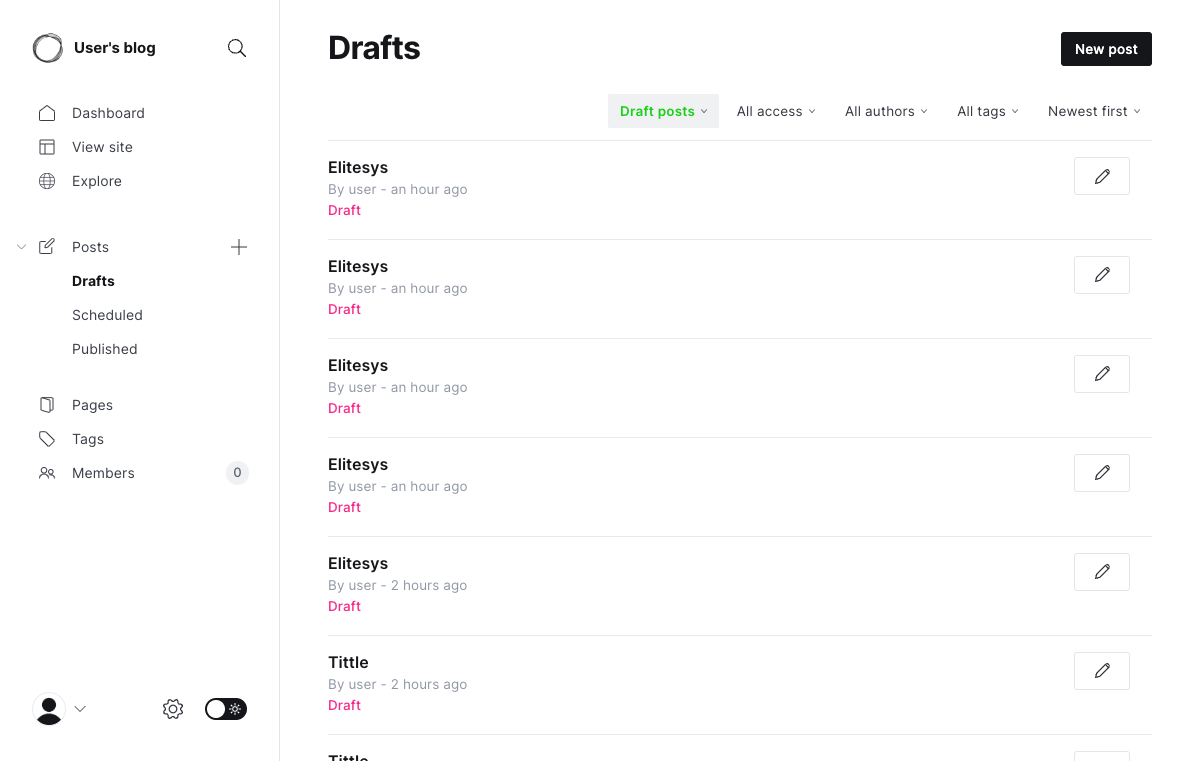 User's blog
Dashboard
View site
Explore
Posts
Drafts
Scheduled
Published
Pages
Tags
Members 0
Drafts
New post
Draft posts All access All authors All tags Newest first
Elitesys
By user - an hour ago
Draft
Elitesys
By user - an hour ago
Draft
Elitesys
By user - an hour ago
Draft
Elitesys
By user - an hour ago
Draft
Elitesys
By user - 2 hours ago
Draft
Tittle
By user - 2 hours ago
Draft
Tittle